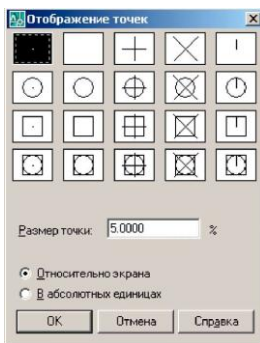 Отображение точек
Размер точки: 5.0000 %
Относительно экрана
В абсолютных единицах
OK Отмена Справка